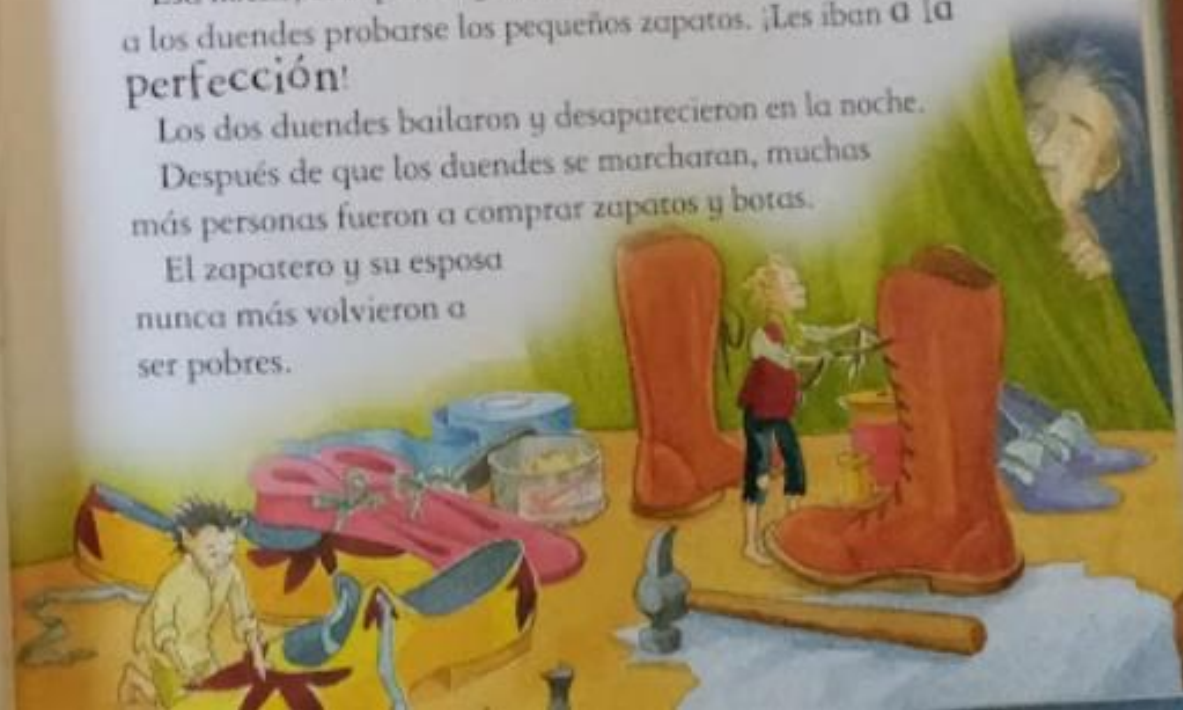 a los duendes probarse los pequeños zapatos. ¡Les iban a la
perfección!
Los dos duendes bailaron y desaparecieron en la noche.
Después de que los duendes se marcharan, muchas
más personas fueron a comprar zapatos y botas.
El zapatero y su esposa
nunca más volvieron a
ser pobres.